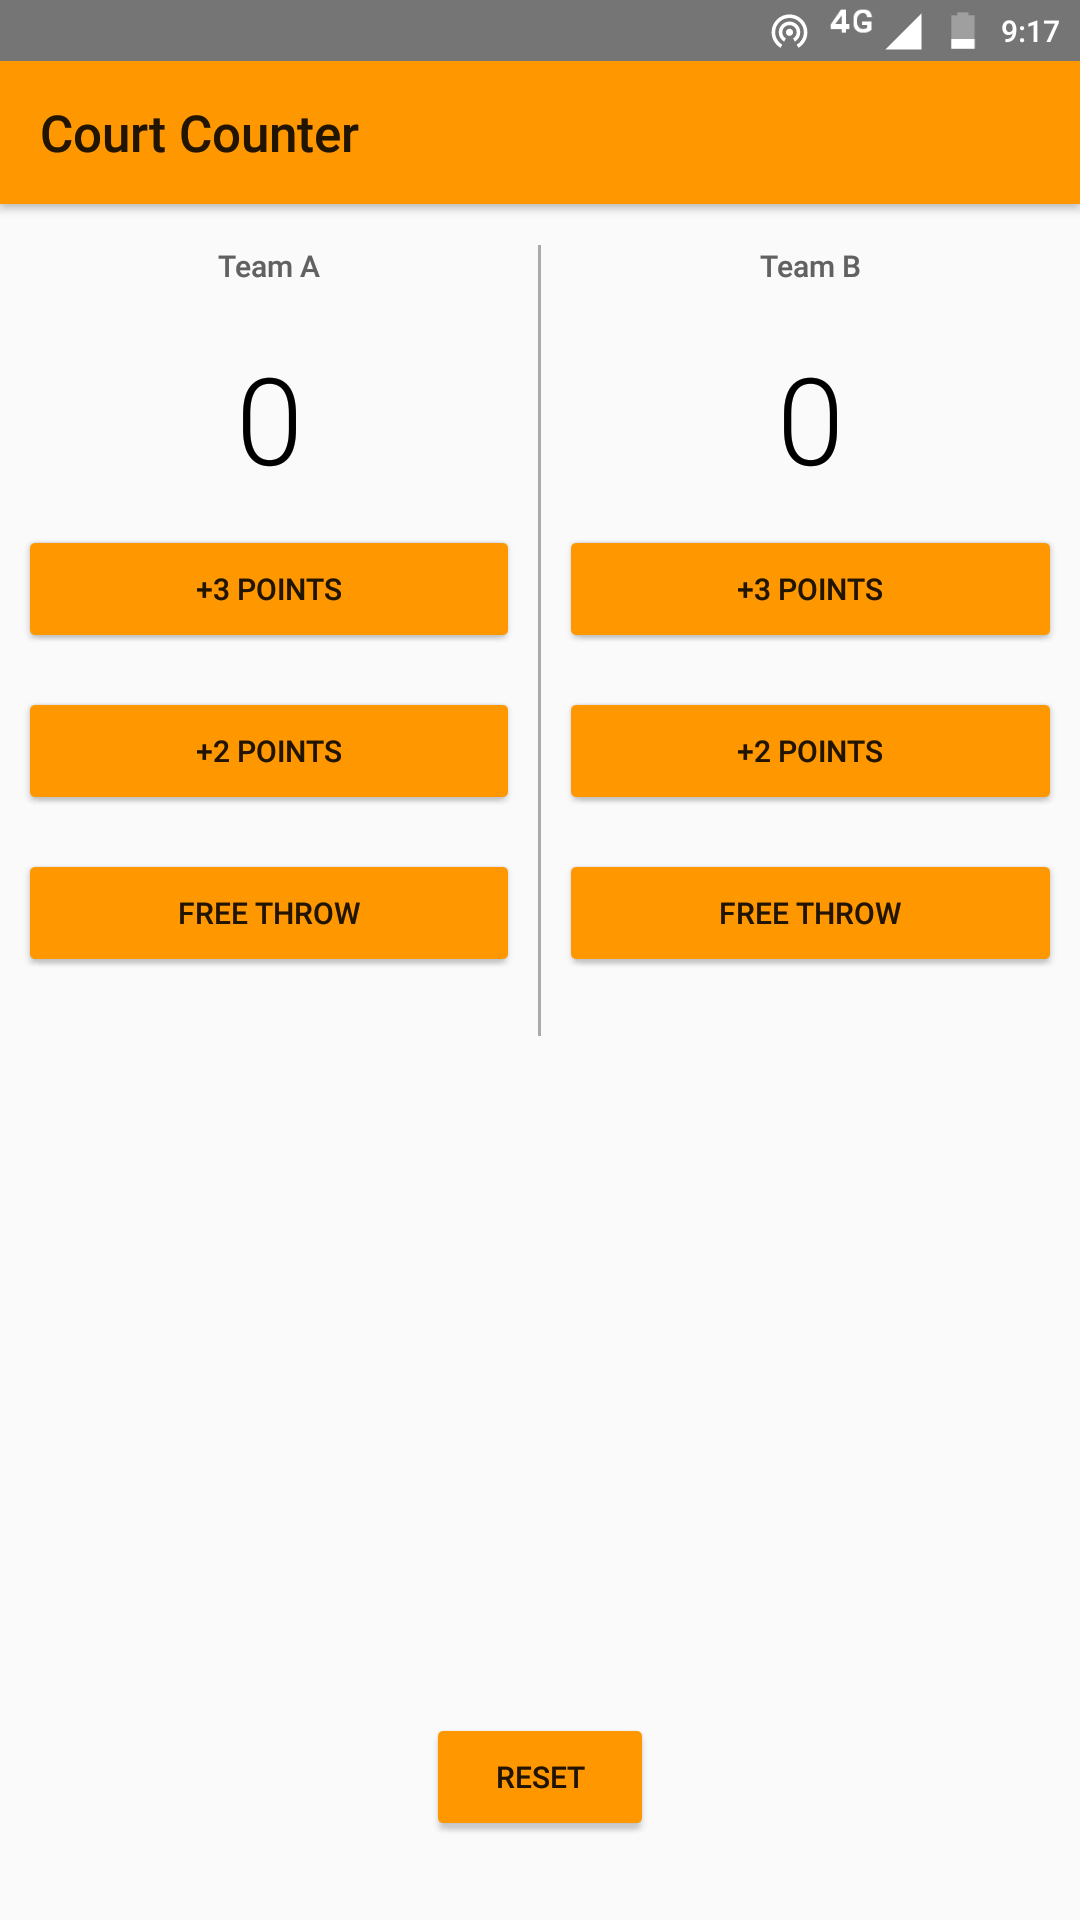 4G 9:17
Court Counter
Team A
Team B
0
0
+3 POINTS
+3 POINTS
+2 POINTS
+2 POINTS
FREE THROW
FREE THROW
RESET